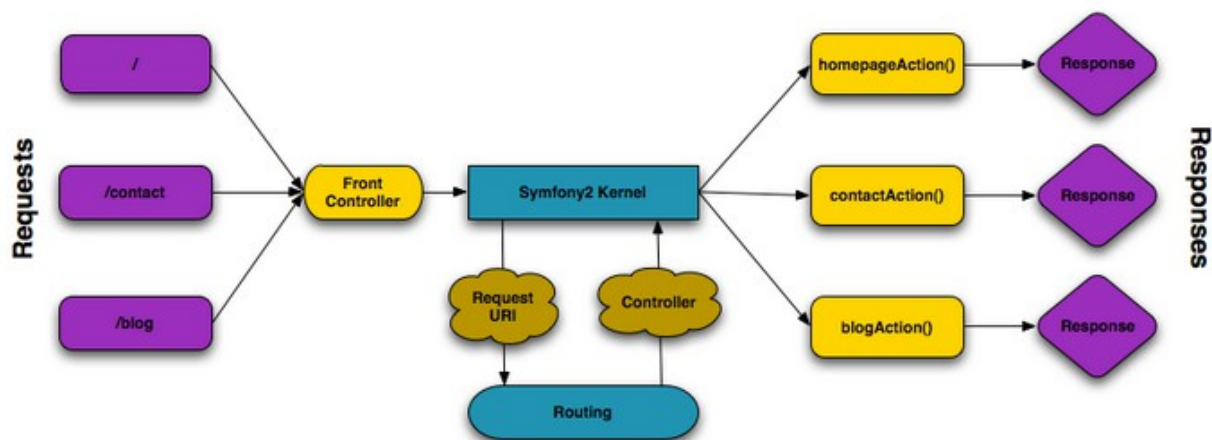 Requests
/
/contact
/blog
Front
Controller
Symfony2 Kernel
Request
URI
Controller
Routing
homepageAction()
contactAction()
blogAction()
Response
Response
Response
Responses